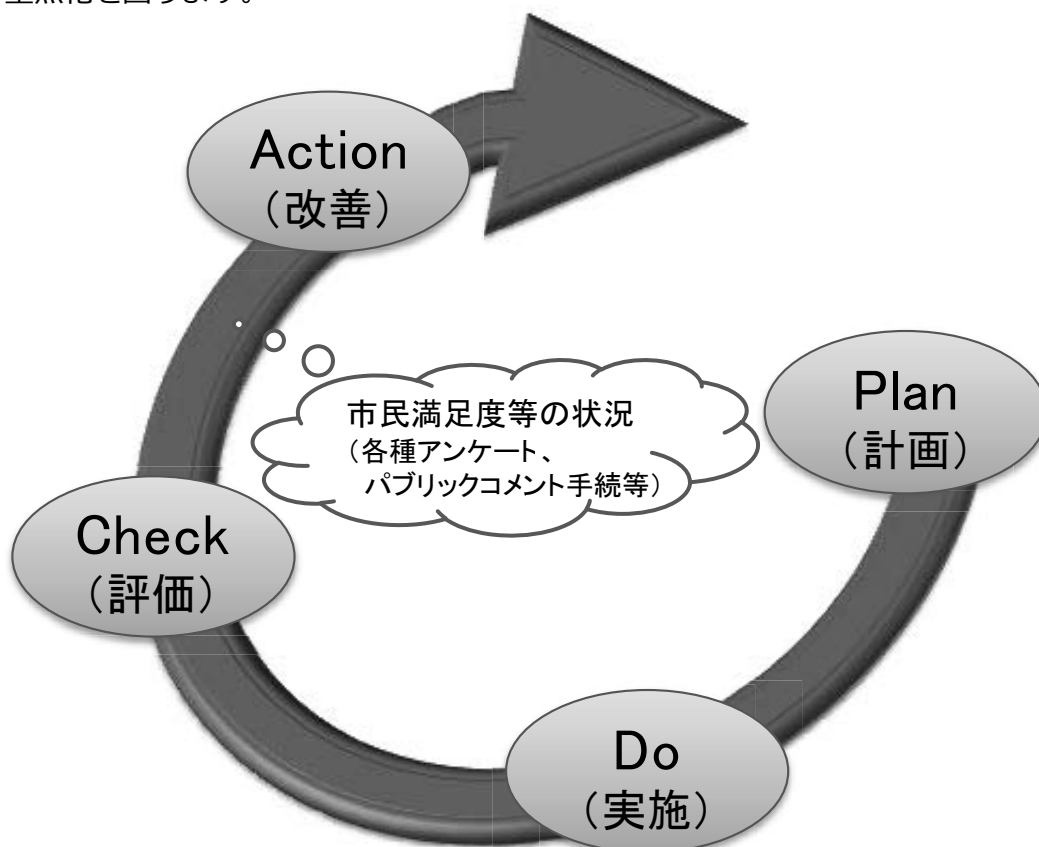 Action
（改善）
市民満足度等の状況
（各種アンケート、
パブリックコメント手続等）
Plan
（計画）
Check
（評価）
Do
（実施）